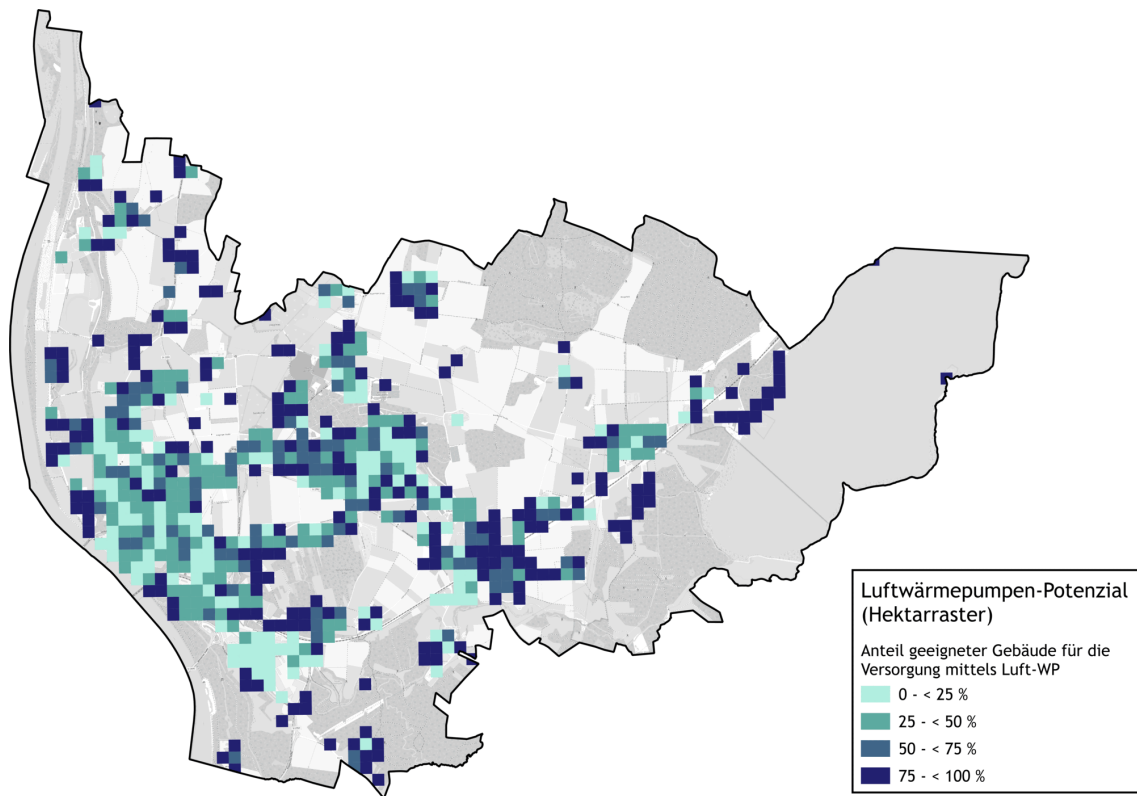 Luftwärmepumpen-Potenzial
(Hektarraster)
Anteil geeigneter Gebäude für die
Versorgung mittels Luft-WP
0 - < 25 %
25 - < 50 %
50 - < 75 %
75 - < 100 %